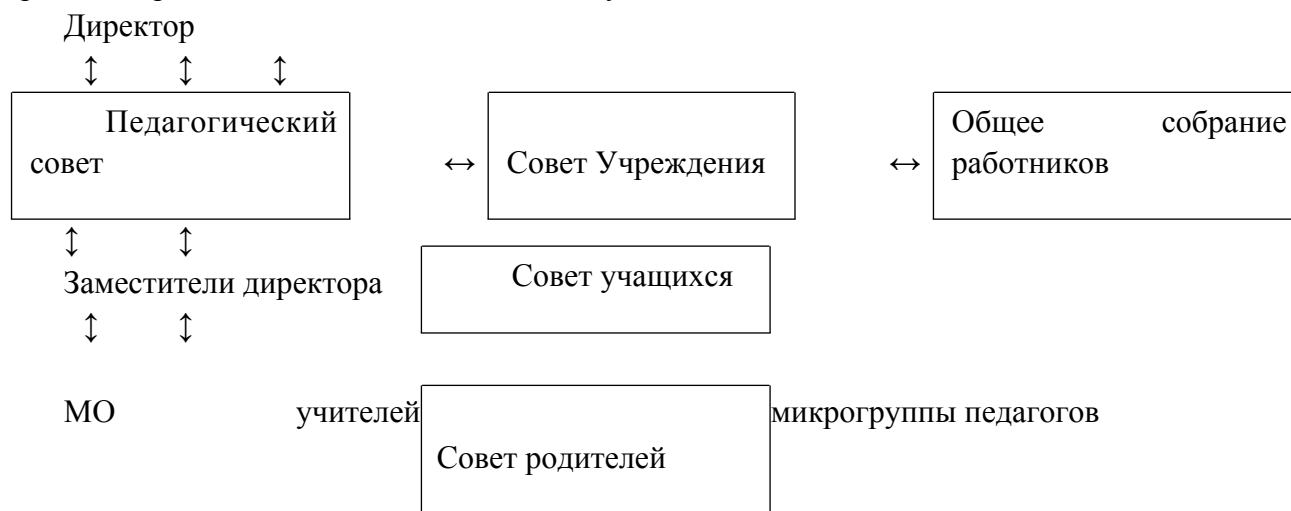 Директор
↕ ↕ ↕
Педагогический
совет
↔ Совет Учреждения ↔
Общее собрание
работников
↕ ↕
Заместители директора
Совет учащихся
↕ ↕
МО учителей
микрогруппы педагогов
Совет родителей